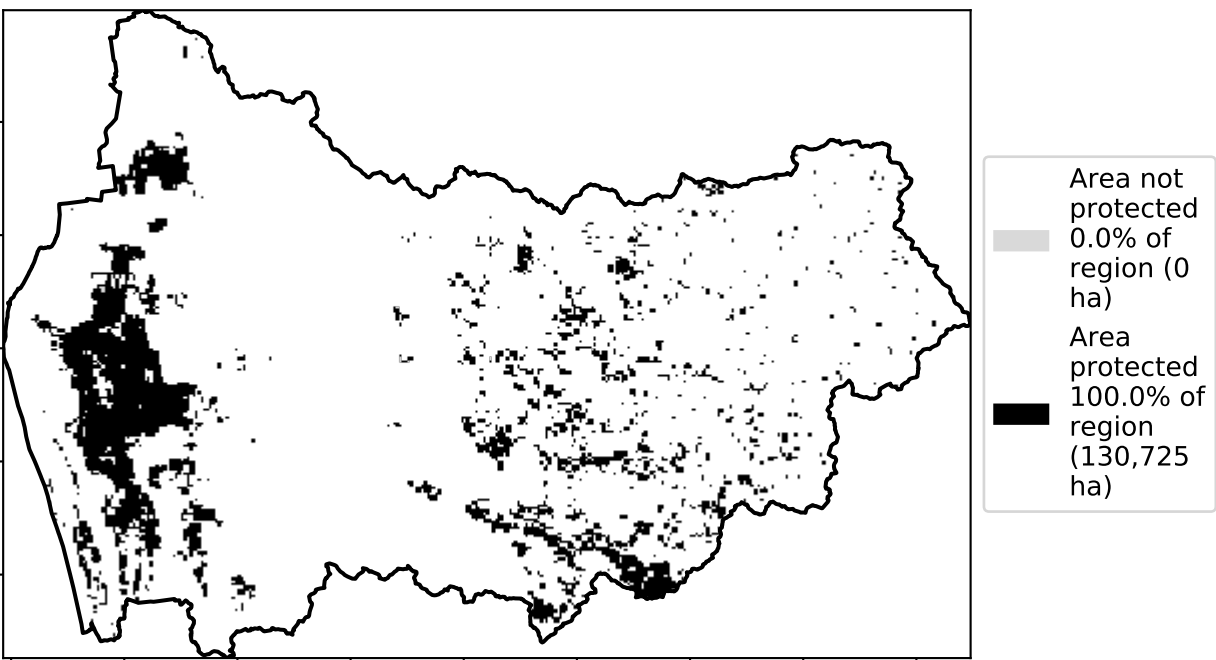 Area not
protected
0.0% of
region (0
ha)
Area
protected
100.0% of
region
(130,725
ha)